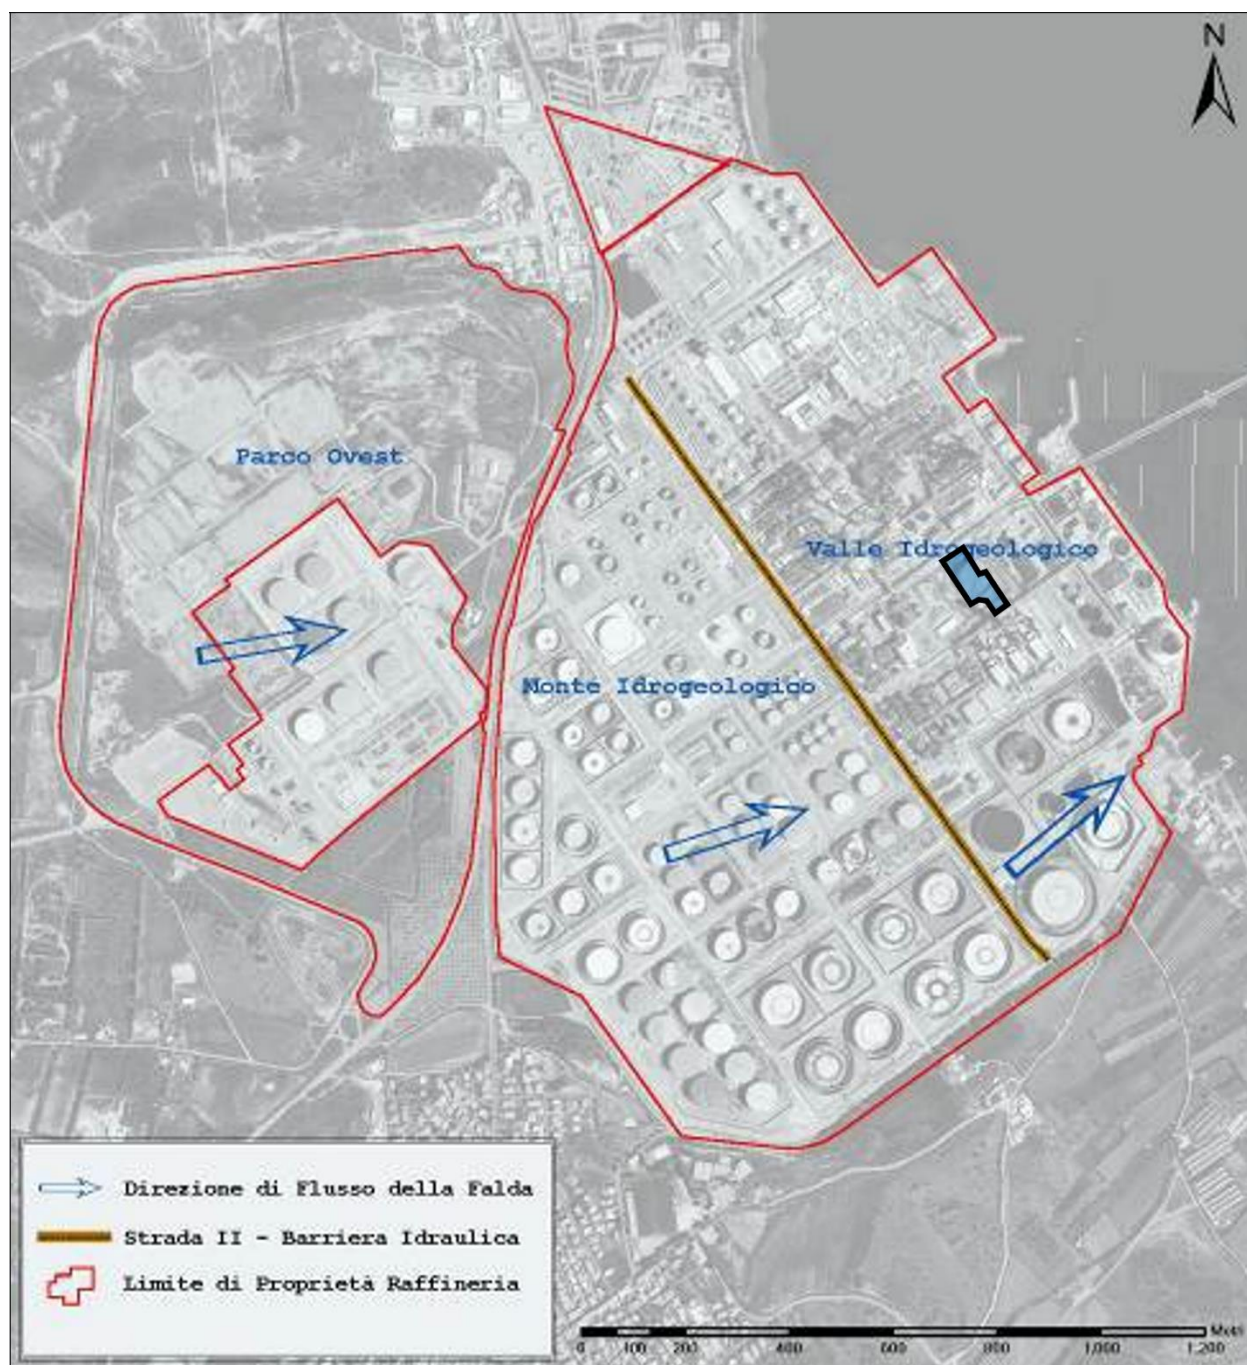 N
Parco Ovest
Valle Idrogeologico
Monte Idrogeologico
Direzione di Flusso della Falda
Strada II - Barriera Idraulica
Limite di Proprietà Raffineria
Metri
0 100 200 400 600 800 1,000 1,200